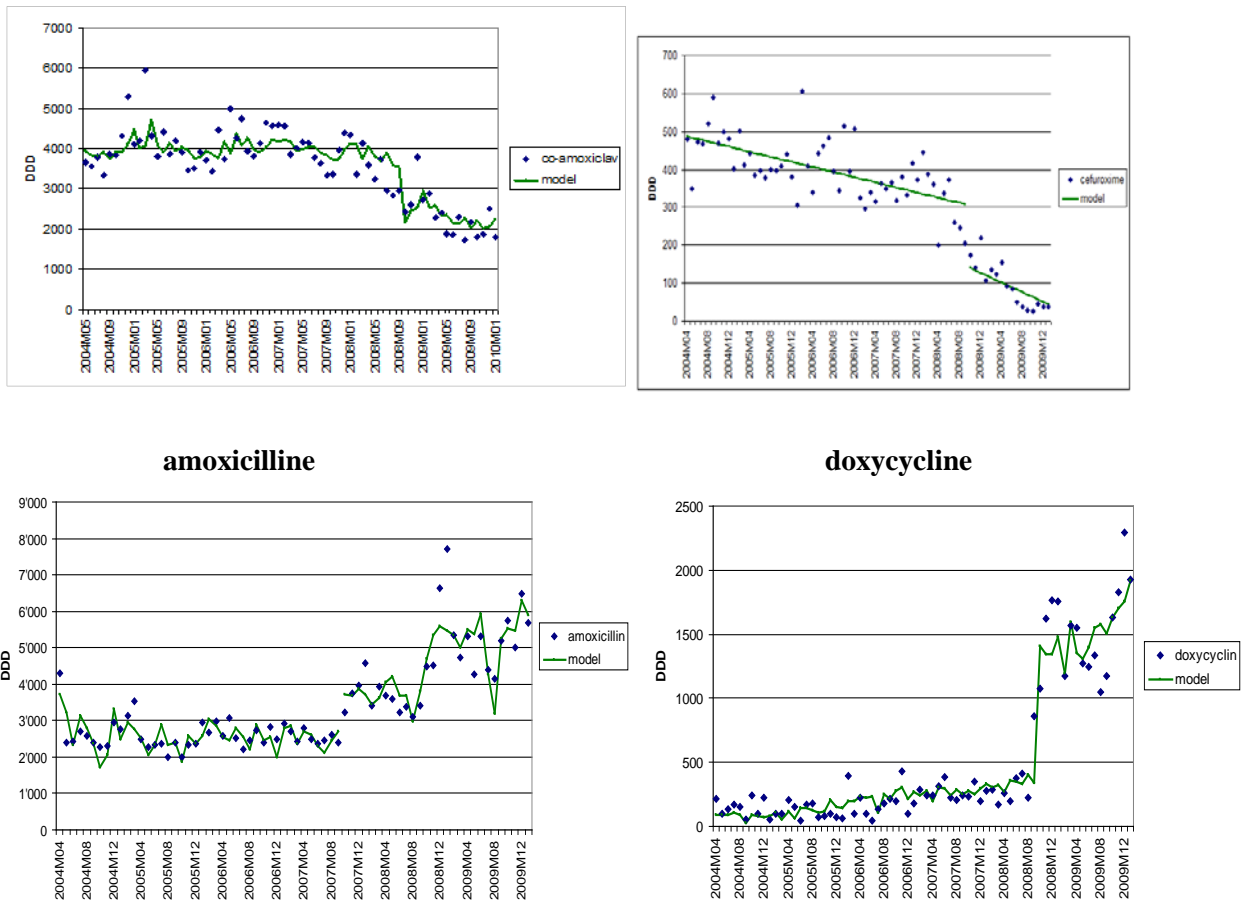 7000
6000
5000
4000
3000
2000
1000
0
DDD
2004M05
2004M09
2005M01
2005M05
2005M09
2006M01
2006M05
2006M09
2007M01
2007M05
2007M09
2008M01
2008M05
2008M09
2009M01
2009M05
2009M09
2010M01
co-amoxiclav
model
700
600
500
400
300
200
100
0
DDD
2004M04
2004M08
2004M12
2005M04
2005M08
2005M12
2006M04
2006M08
2006M12
2007M04
2007M08
2007M12
2008M04
2008M08
2008M12
2009M04
2009M08
2009M12
cefuroxime
model
amoxicilline
9'000
8'000
7'000
6'000
5'000
4'000
3'000
2'000
1'000
0
DDD
2004M04
2004M08
2004M12
2005M04
2005M08
2005M12
2006M04
2006M08
2006M12
2007M04
2007M08
2007M12
2008M04
2008M08
2008M12
2009M04
2009M08
2009M12
amoxicillin
model
doxycycline
2500
2000
1500
1000
500
0
DDD
2004M04
2004M08
2004M12
2005M04
2005M08
2005M12
2006M04
2006M08
2006M12
2007M04
2007M08
2007M12
2008M04
2008M08
2008M12
2009M04
2009M08
2009M12
doxycyclin
model